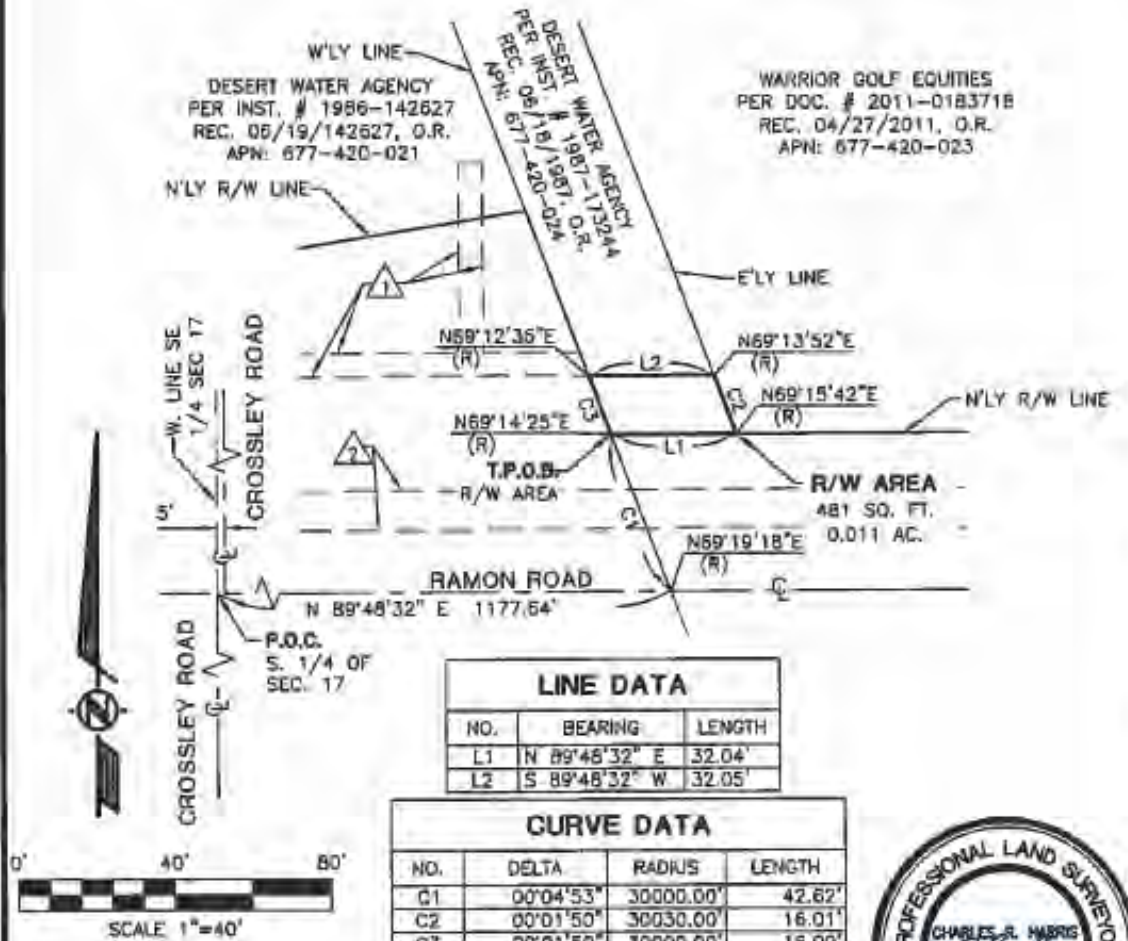 W'LY LINE
DESERT WATER AGENCY
PER INST. # 1986-142627
REC. 06/19/142627, O.R.
APN: 677-420-021
N'LY R/W LINE
DESERT WATER AGENCY
PER INST. # 1987-173244
REC. 06/18/1987, O.R.
APN: 677-420-024
WARRIOR GOLF EQUITIES
PER DOC. # 2011-0183718
REC. 04/27/2011, O.R.
APN: 677-420-023
E'LY LINE
1
N69°12'36"E
(R)
L2
N69°13'52"E
(R)
C3
C2
N69°15'42"E
(R)
N'LY R/W LINE
N69°14'25"E
(R)
L1
T.P.O.B.
R/W AREA
2
R/W AREA
481 SQ. FT.
0.011 AC.
W. LINE SE
1/4 SEC 17
CROSSLEY ROAD
5'
C1
N69°19'18"E
(R)
RAMON ROAD
N 89°48'32" E 1177.64'
P.O.C.
S. 1/4 OF
SEC. 17
CROSSLEY ROAD
N
LINE DATA
NO. BEARING LENGTH
L1 N 89°48'32" E 32.04'
L2 S 89°48'32" W 32.05'
CURVE DATA
NO. DELTA RADIUS LENGTH
C1 00°04'53" 30000.00' 42.62'
C2 00°01'50" 30030.00' 16.01'
0' 40' 80'
SCALE 1"=40'
PROFESSIONAL LAND SURVEYO
CHARLES R. HARRIS